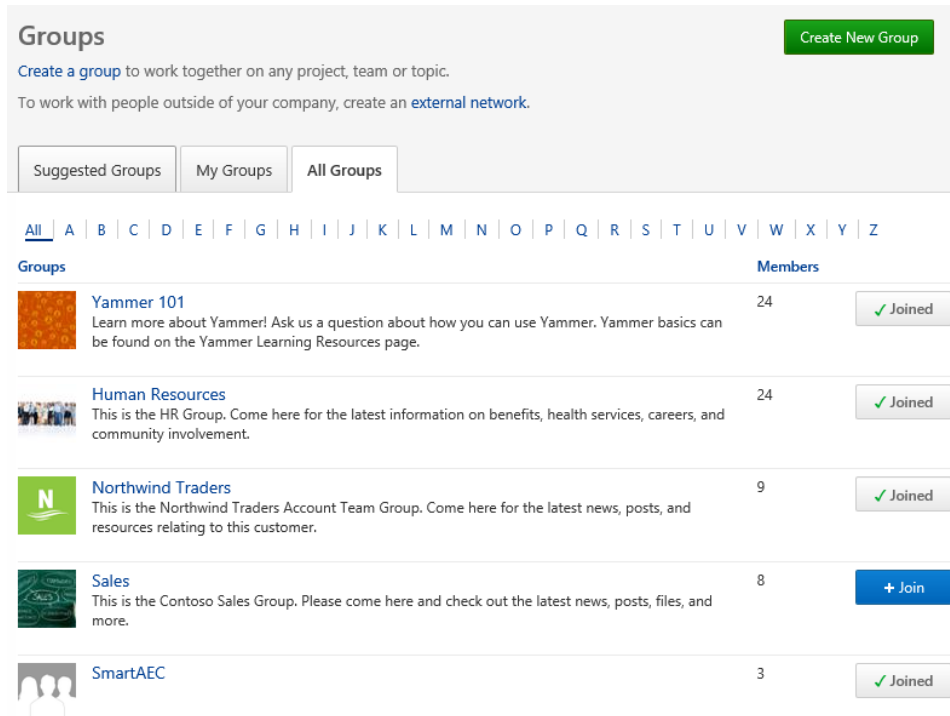 Groups
Create New Group
Create a group to work together on any project, team or topic.
To work with people outside of your company, create an external network.
Suggested Groups My Groups All Groups
All A B C D E F G H I J K L M N O P Q R S T U V W X Y Z
Groups Members
Yammer 101 24
Learn more about Yammer! Ask us a question about how you can use Yammer. Yammer basics can
be found on the Yammer Learning Resources page.
✓ Joined
Human Resources 24
This is the HR Group. Come here for the latest information on benefits, health services, careers, and
community involvement.
✓ Joined
N
Northwind Traders 9
This is the Northwind Traders Account Team Group. Come here for the latest news, posts, and
resources relating to this customer.
✓ Joined
SALES
Sales 8
This is the Contoso Sales Group. Please come here and check out the latest news, posts, files, and
more.
+ Join
SmartAEC 3
✓ Joined